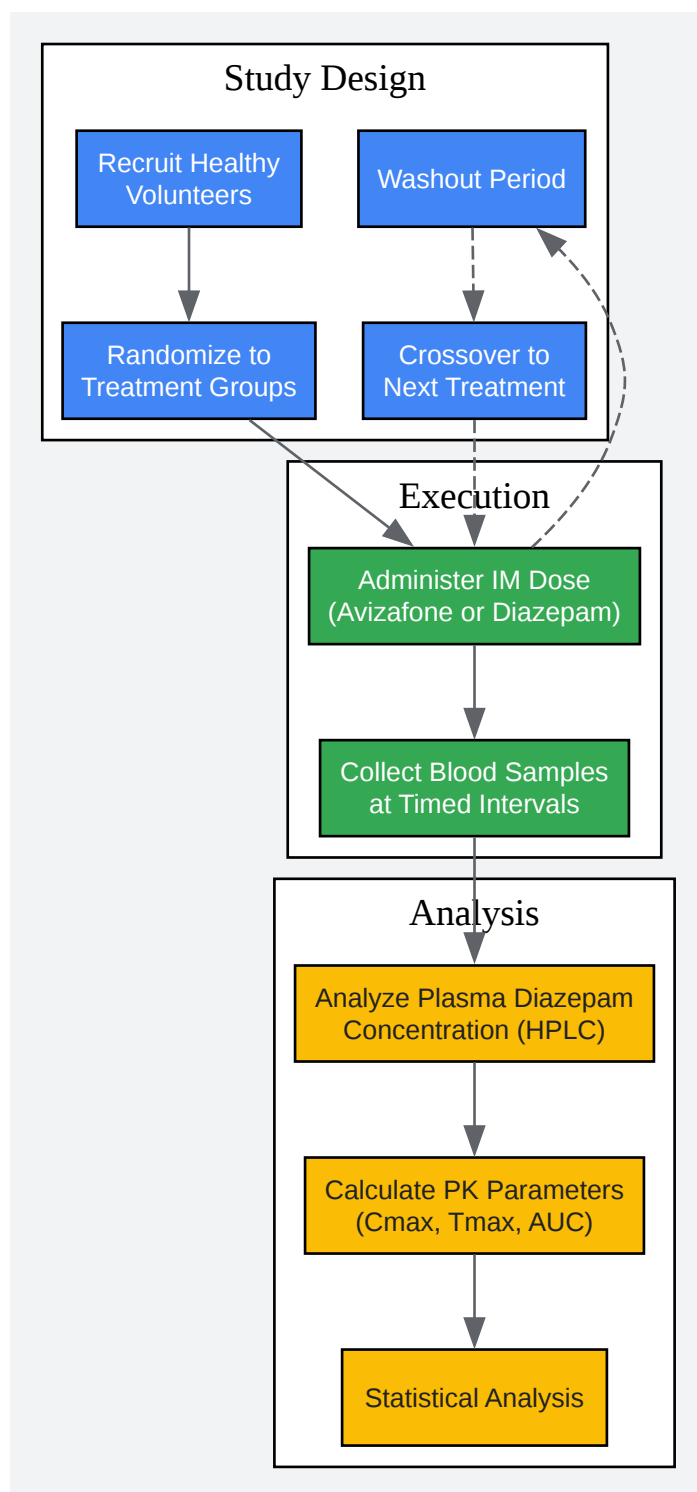 Study Design
Recruit Healthy
Volunteers
Washout Period
Randomize to
Treatment Groups
Crossover to
Next Treatment
Execution
Administer IM Dose
(Avizafone or Diazepam)
Collect Blood Samples
at Timed Intervals
Analysis
Analyze Plasma Diazepam
Concentration (HPLC)
Calculate PK Parameters
(Cmax, Tmax, AUC)
Statistical Analysis